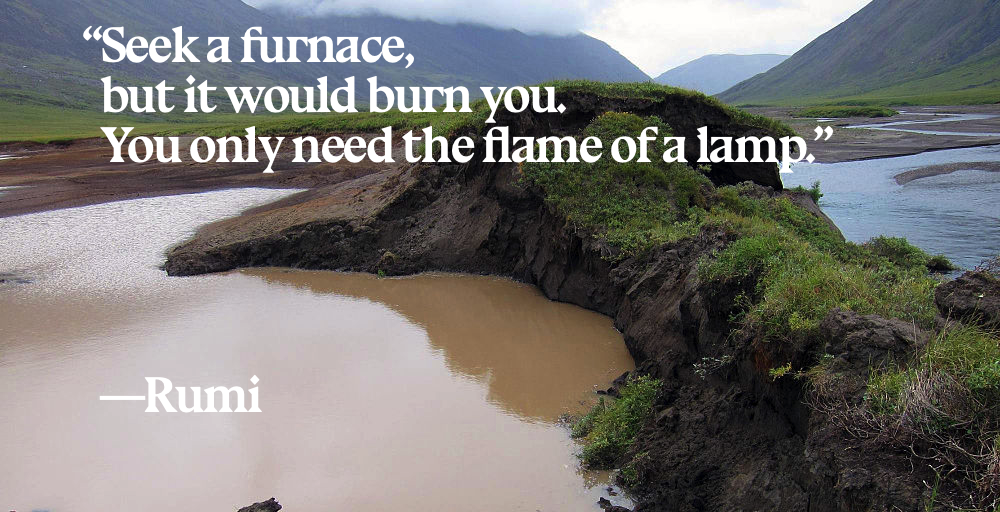 “Seek a furnace,
but it would burn you.
You only need the flame of a lamp.”
—Rumi